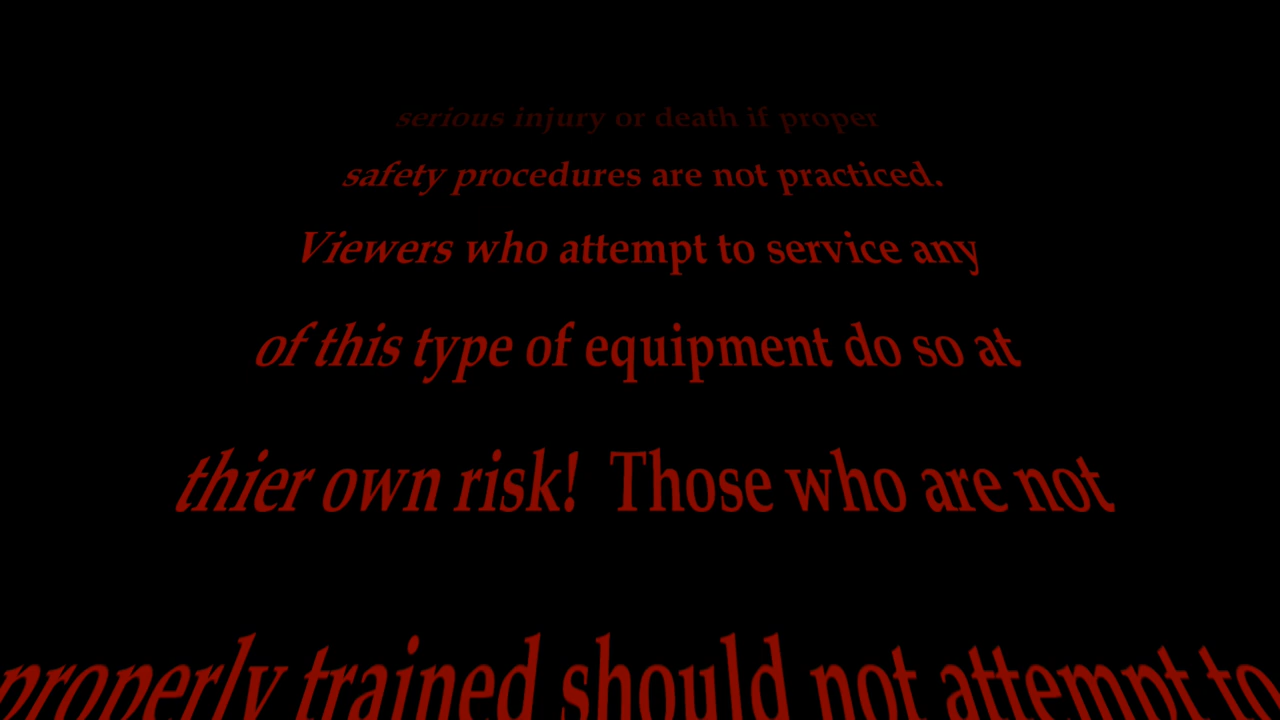 serious injury or death if proper
safety procedures are not practiced.
Viewers who attempt to service any
of this type of equipment do so at
thier own risk!  Those who are not
properly trained should not attempt to